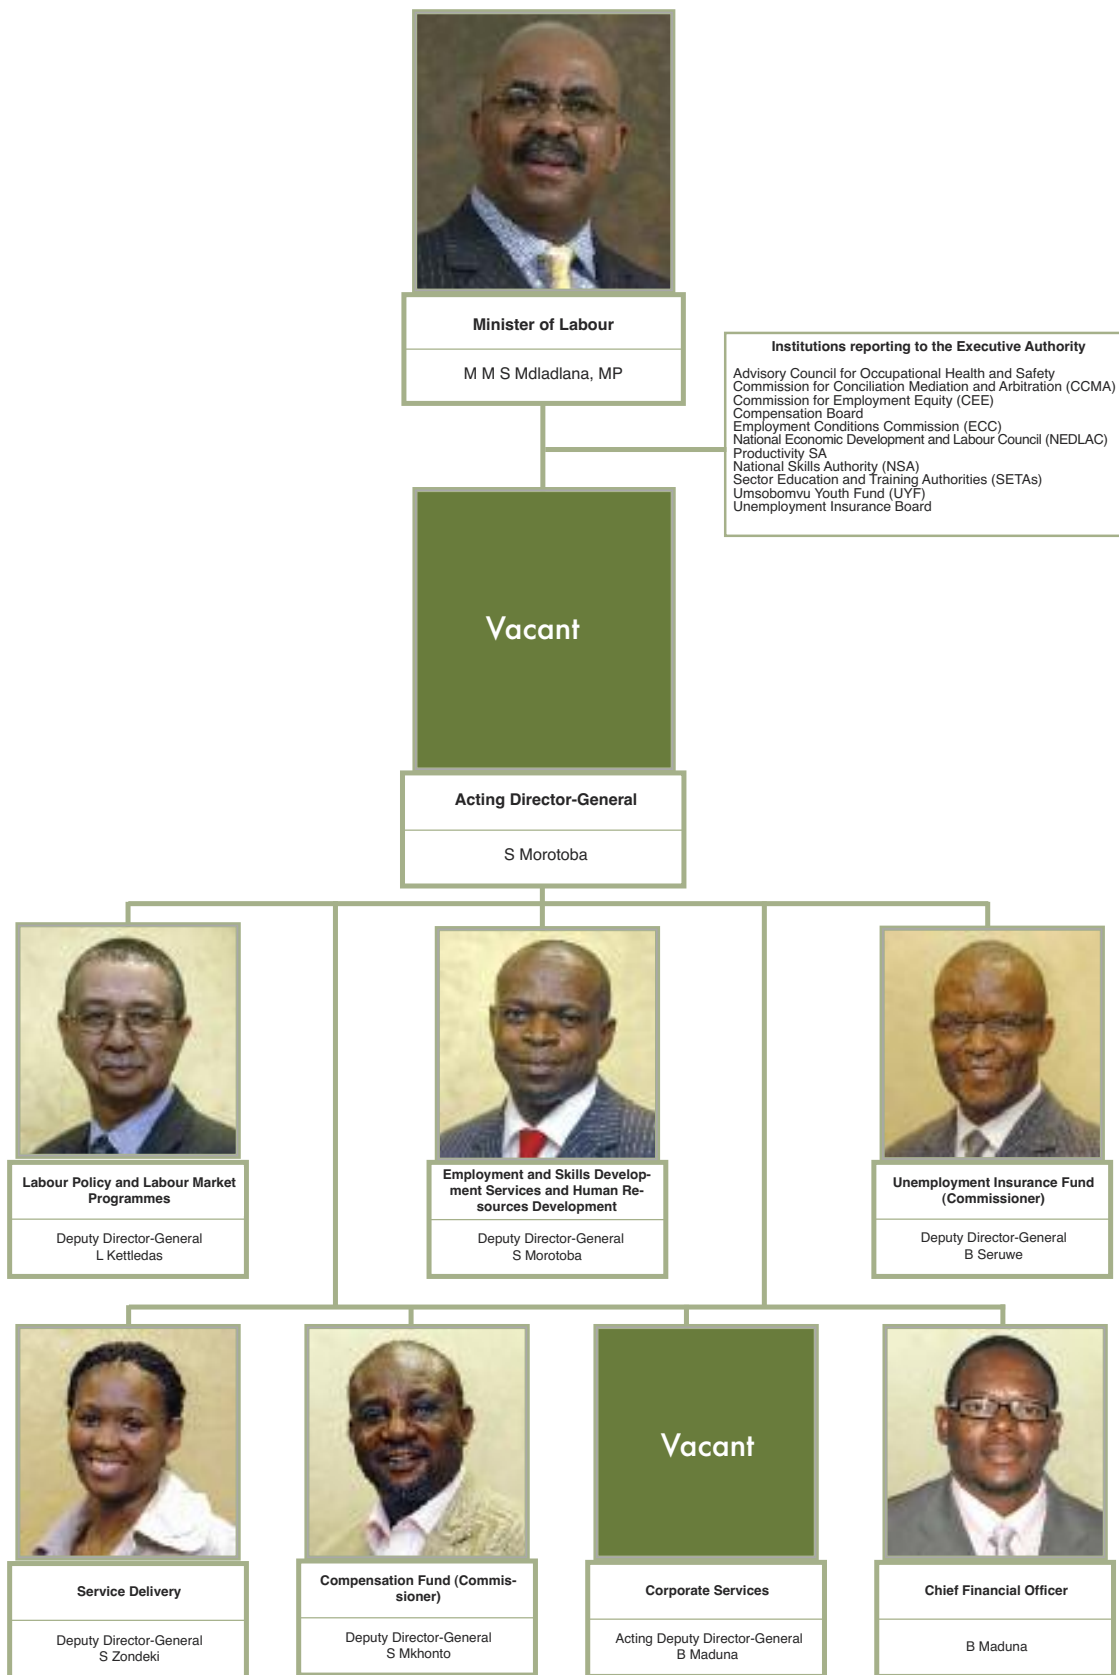 Minister of Labour
M M S Mdladlana, MP
Institutions reporting to the Executive Authority
Advisory Council for Occupational Health and Safety
Commission for Conciliation Mediation and Arbitration (CCMA)
Commission for Employment Equity (CEE)
Compensation Board
Employment Conditions Commission (ECC)
National Economic Development and Labour Council (NEDLAC)
Productivity SA
National Skills Authority (NSA)
Sector Education and Training Authorities (SETAs)
Umsobomvu Youth Fund (UYF)
Unemployment Insurance Board
Vacant
Acting Director-General
S Morotoba
Labour Policy and Labour Market
Programmes
Deputy Director-General
L Kettledas
Employment and Skills Develop-
ment Services and Human Re-
sources Development
Deputy Director-General
S Morotoba
Unemployment Insurance Fund
(Commissioner)
Deputy Director-General
B Seruwe
Service Delivery
Deputy Director-General
S Zondeki
Compensation Fund (Commis-
sioner)
Deputy Director-General
S Mkhonto
Vacant
Corporate Services
Acting Deputy Director-General
B Maduna
Chief Financial Officer
B Maduna